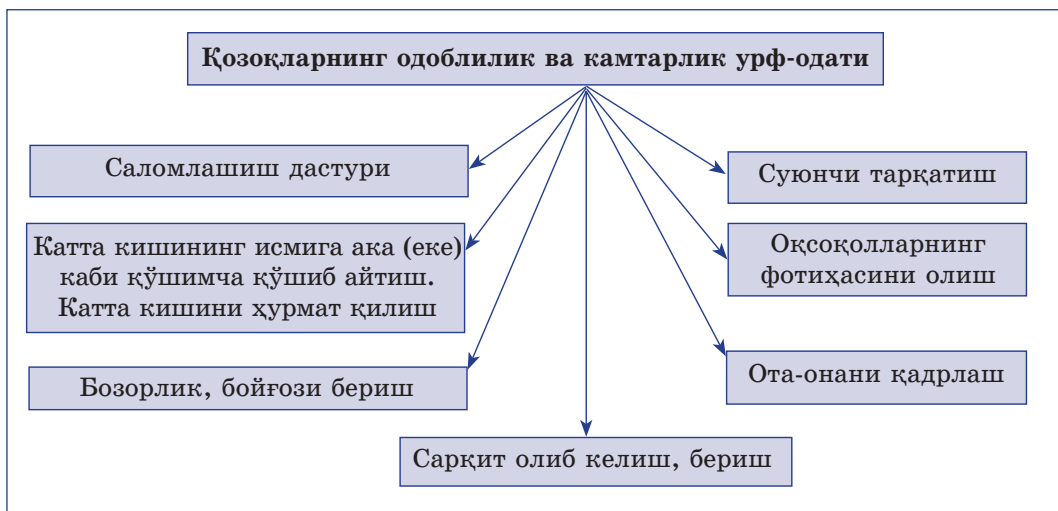 Қозоқларнинг одоблилик ва камтарлик урф-одати
Саломлашиш дастури
Катта кишининг исмига ака (еке)
каби қўшимча қўшиб айтиш.
Катта кишини ҳурмат қилиш
Бозорлик, бойғози бериш
Сарқит олиб келиш, бериш
Суюнчи тарқатиш
Оқсоқолларнинг
фотиҳасини олиш
Ота-онани қадрлаш